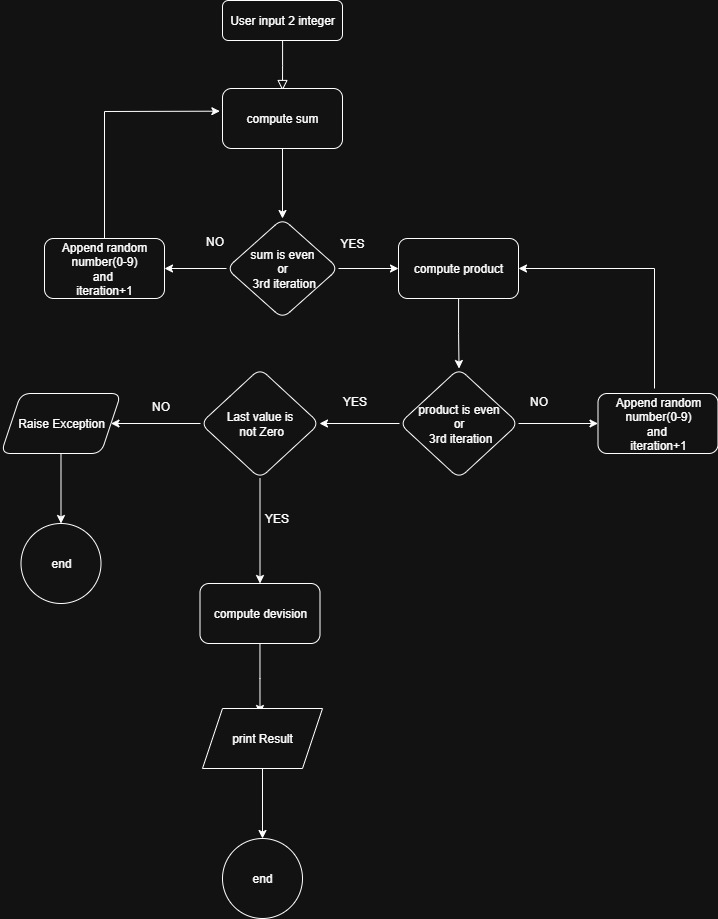 User input 2 integer
compute sum
NO
YES
Append random
number(0-9)
and
iteration+1
sum is even
or
3rd iteration
compute product
Raise Exception
NO
Last value is
not Zero
YES
product is even
or
3rd iteration
NO
Append random
number(0-9)
and
iteration+1
YES
end
compute devision
print Result
end